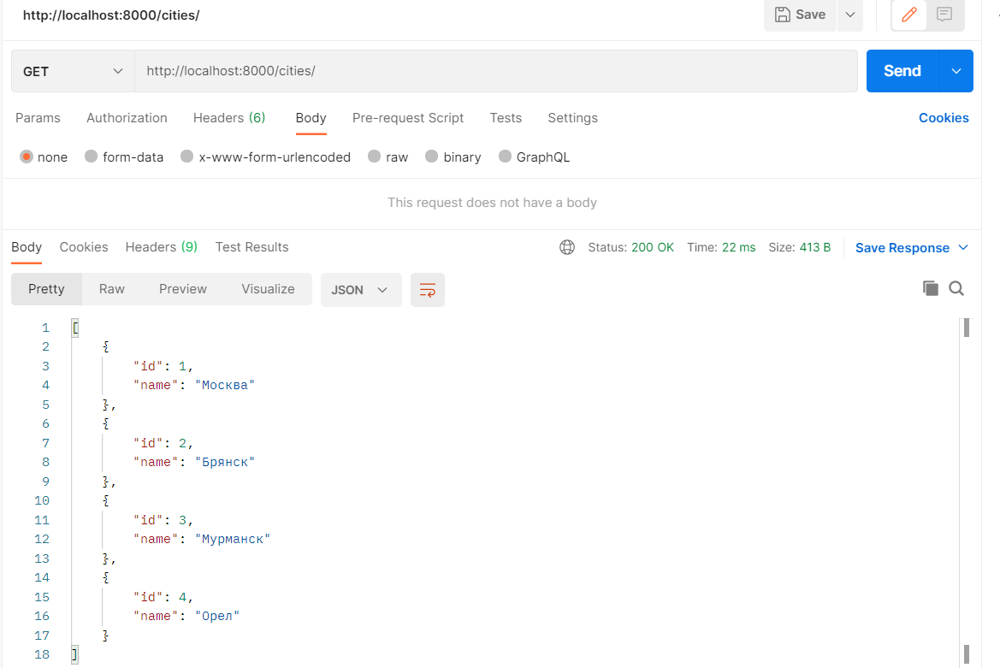 http://localhost:8000/cities/ Save
GET http://localhost:8000/cities/ Send
Params Authorization Headers (6) Body Pre-request Script Tests Settings Cookies
none form-data x-www-form-urlencoded raw binary GraphQL
This request does not have a body
Body Cookies Headers (9) Test Results Status: 200 OK Time: 22 ms Size: 413 B Save Response
Pretty Raw Preview Visualize JSON
1 [
2 {
3 "id": 1,
4 "name": "Москва"
5 },
6 {
7 "id": 2,
8 "name": "Брянск"
9 },
10 {
11 "id": 3,
12 "name": "Мурманск"
13 },
14 {
15 "id": 4,
16 "name": "Орел"
17 }
18 ]